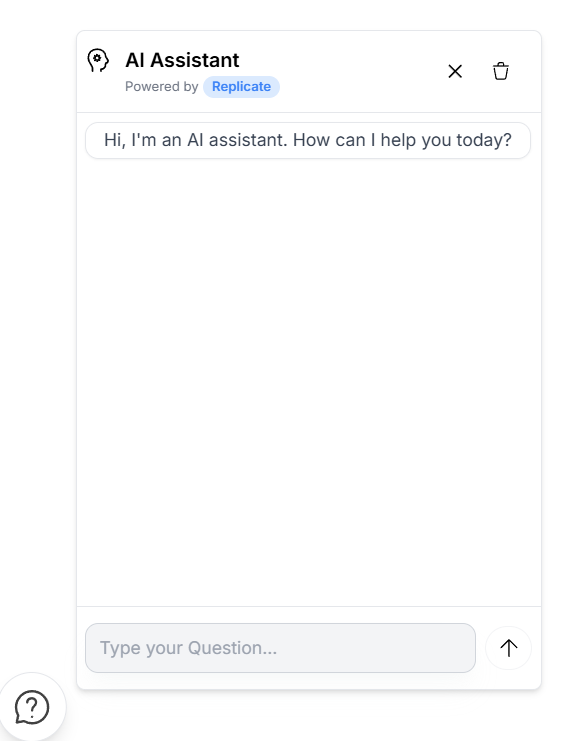 AI Assistant
Powered by Replicate
Hi, I'm an AI assistant. How can I help you today?
Type your Question...